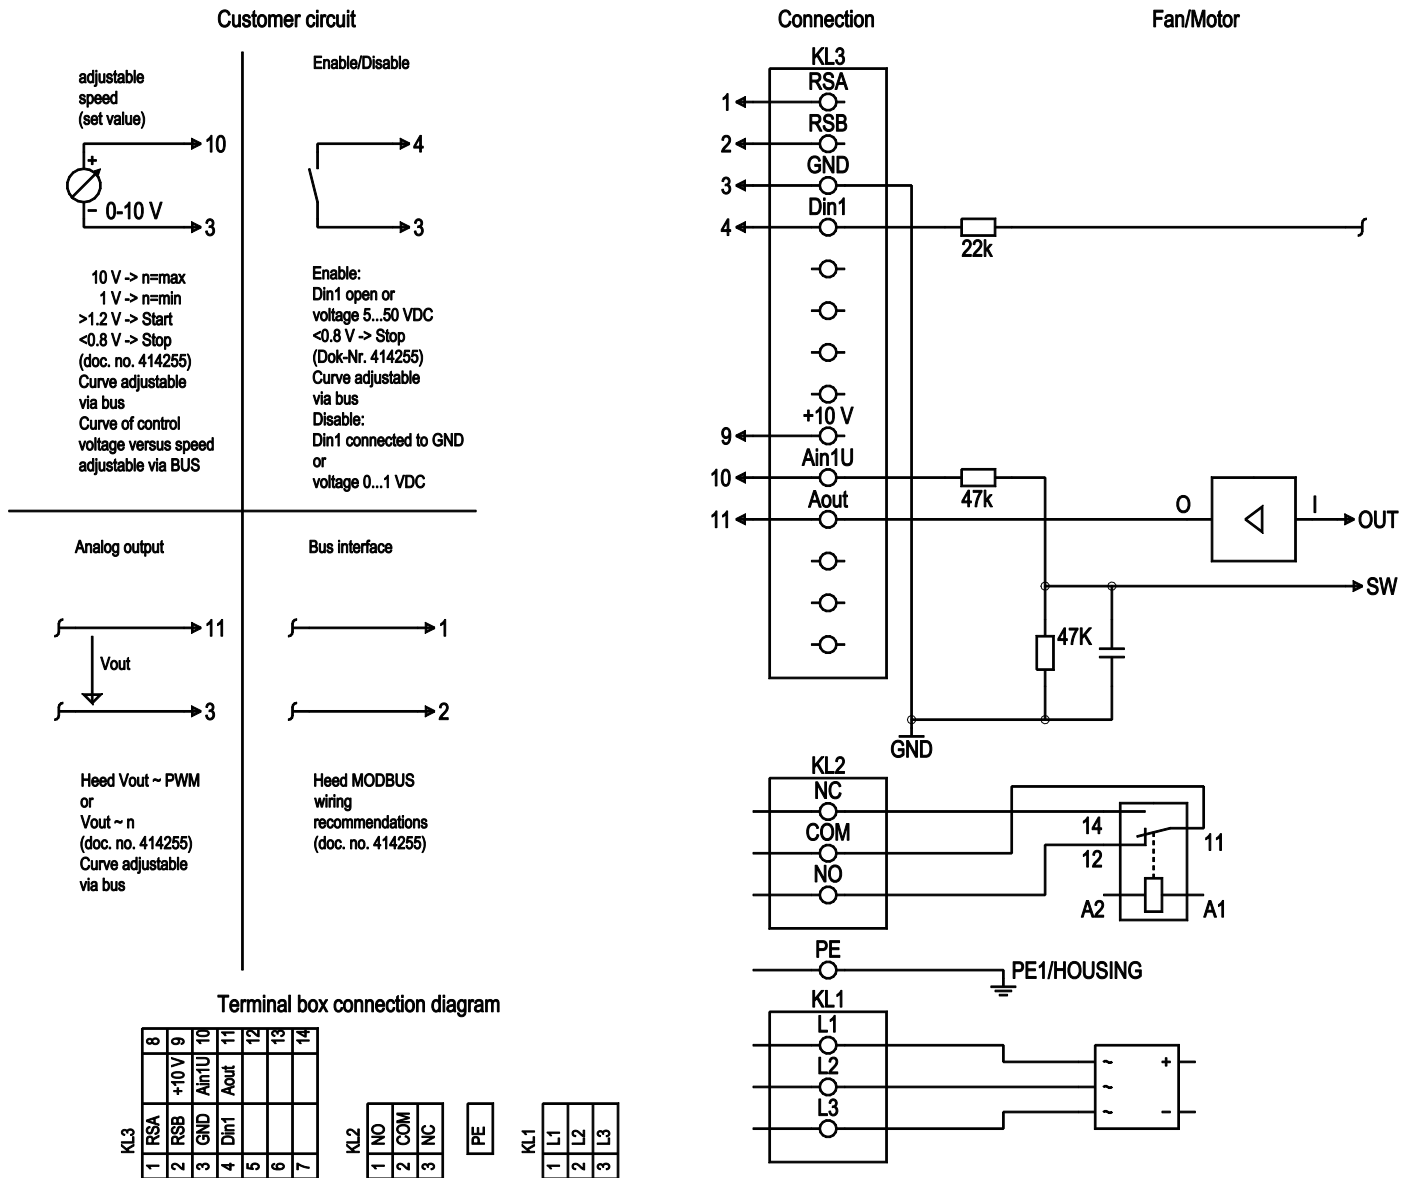 Customer circuit
Connection
Fan/Motor
adjustable
speed
(set value)
10
+
− 0-10 V
3
10 V -> n=max
1 V -> n=min
>1.2 V -> Start
<0.8 V -> Stop
(doc. no. 414255)
Curve adjustable
via bus
Curve of control
voltage versus speed
adjustable via BUS
Enable/Disable
4
3
Enable:
Din1 open or
voltage 5...50 VDC
<0.8 V -> Stop
(Dok-Nr. 414255)
Curve adjustable
via bus
Disable:
Din1 connected to GND
or
voltage 0...1 VDC
Analog output
11
Vout
3
Heed Vout ~ PWM
or
Vout ~ n
(doc. no. 414255)
Curve adjustable
via bus
Bus interface
1
2
Heed MODBUS
wiring
recommendations
(doc. no. 414255)
KL3
RSA
1
RSB
2
GND
3
Din1
4
22k
+10 V
9
Ain1U
10
47k
Aout
11
O
I
OUT
SW
47K
GND
KL2
NC
COM
NO
14
12
11
A2
A1
PE
PE1/HOUSING
KL1
L1
L2
L3
~
~
~
+
−
Terminal box connection diagram
KL3
8
9
10
11
12
13
14
+10 V
Ain1U
Aout
RSA
RSB
GND
Din1
1
2
3
4
5
6
7
KL2
NO
COM
NC
1
2
3
PE
KL1
L1
L2
L3
1
2
3